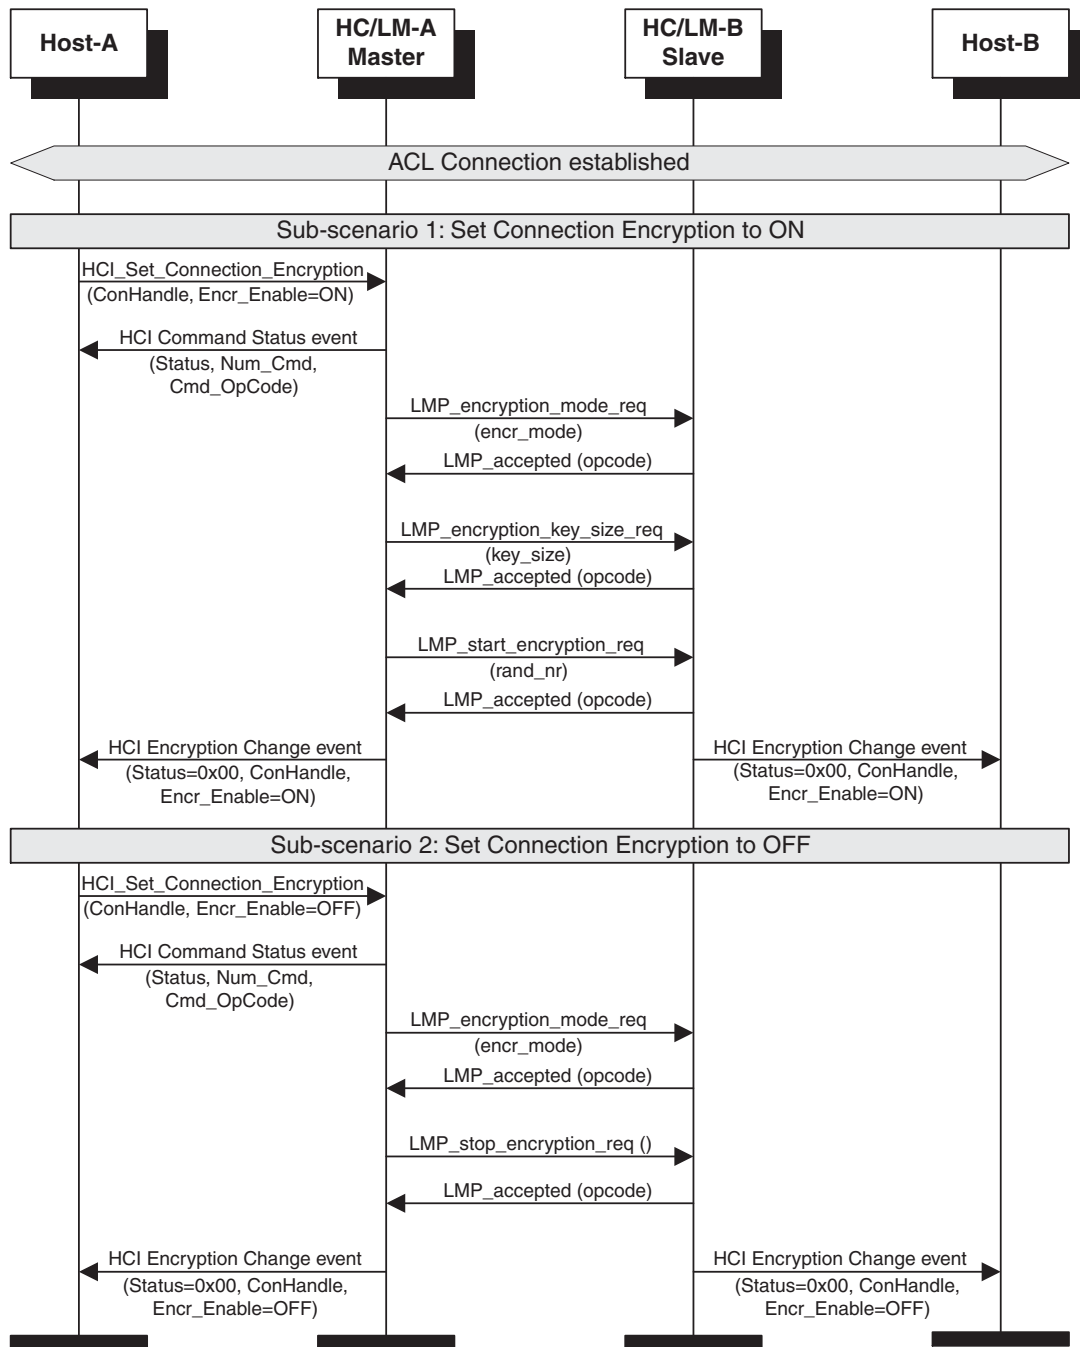 Host-A
HC/LM-A
Master
HC/LM-B
Slave
Host-B
ACL Connection established
Sub-scenario 1: Set Connection Encryption to ON
HCI_Set_Connection_Encryption
(ConHandle, Encr_Enable=ON)
HCI Command Status event
(Status, Num_Cmd,
Cmd_OpCode)
LMP_encryption_mode_req
(encr_mode)
LMP_accepted (opcode)
LMP_encryption_key_size_req
(key_size)
LMP_accepted (opcode)
LMP_start_encryption_req
(rand_nr)
LMP_accepted (opcode)
HCI Encryption Change event
(Status=0x00, ConHandle,
Encr_Enable=ON)
HCI Encryption Change event
(Status=0x00, ConHandle,
Encr_Enable=ON)
Sub-scenario 2: Set Connection Encryption to OFF
HCI_Set_Connection_Encryption
(ConHandle, Encr_Enable=OFF)
HCI Command Status event
(Status, Num_Cmd,
Cmd_OpCode)
LMP_encryption_mode_req
(encr_mode)
LMP_accepted (opcode)
LMP_stop_encryption_req ()
LMP_accepted (opcode)
HCI Encryption Change event
(Status=0x00, ConHandle,
Encr_Enable=OFF)
HCI Encryption Change event
(Status=0x00, ConHandle,
Encr_Enable=OFF)